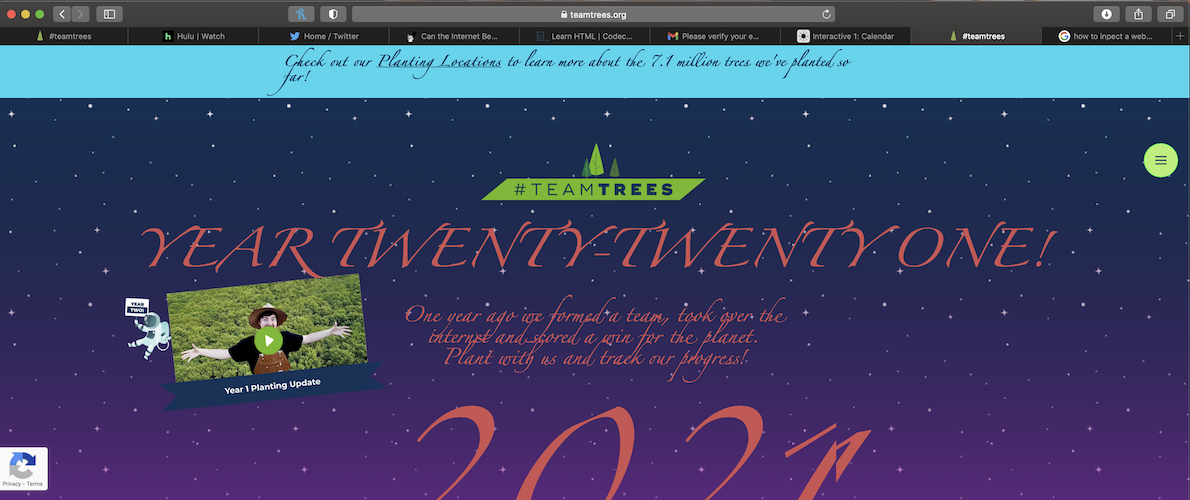 teamtrees.org
#teamtrees
Hulu | Watch
Home / Twitter
Can the Internet Be...
Learn HTML | Codec...
Please verify your e...
Interactive 1: Calendar
#teamtrees
how to inpect a web...
Check out our Planting Locations to learn more about the 7.1 million trees we've planted so
far!
#TEAMTREES
YEAR TWENTY-TWENTY ONE!
YEAR
TWO!
One year ago we formed a team, took over the
internet and scored a win for the planet.
Plant with us and track our progress!
Year 1 Planting Update
2021
Privacy - Terms